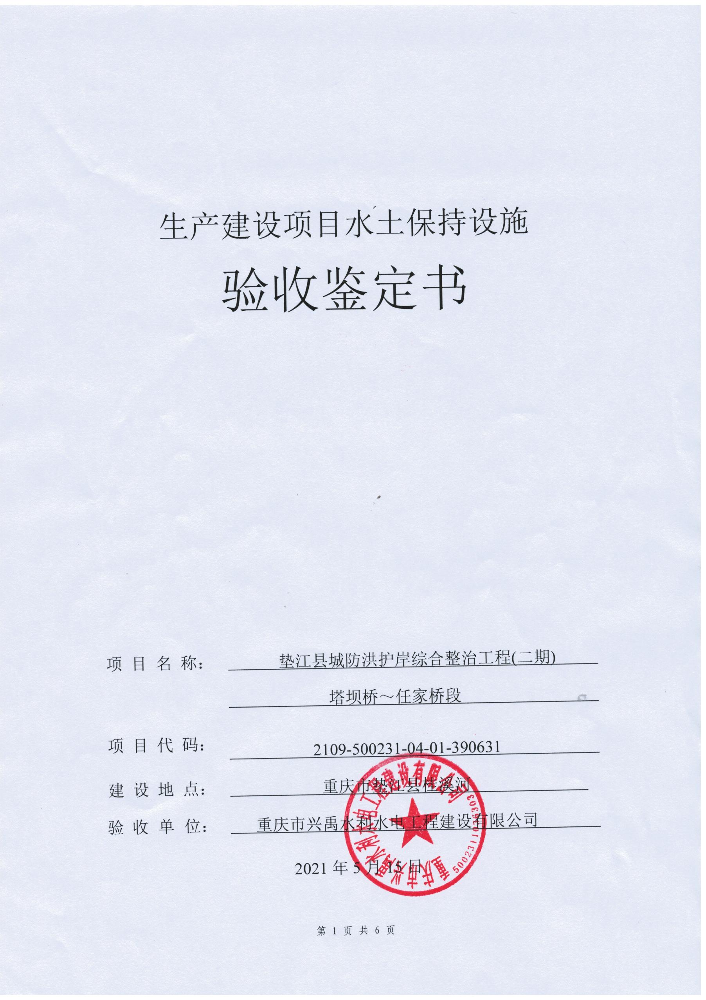 生产建设项目水土保持设施
验收鉴定书
项目名称：
垫江县城防洪护岸综合整治工程(二期)
塔坝桥～任家桥段
项目代码：
2109-500231-04-01-390631
建设地点：
重庆市垫江县桂溪河
验收单位：
重庆市兴禹水利水电工程建设有限公司
2021年5月15日
重庆市兴禹水利水电工程建设有限公司
第 1 页 共 6 页